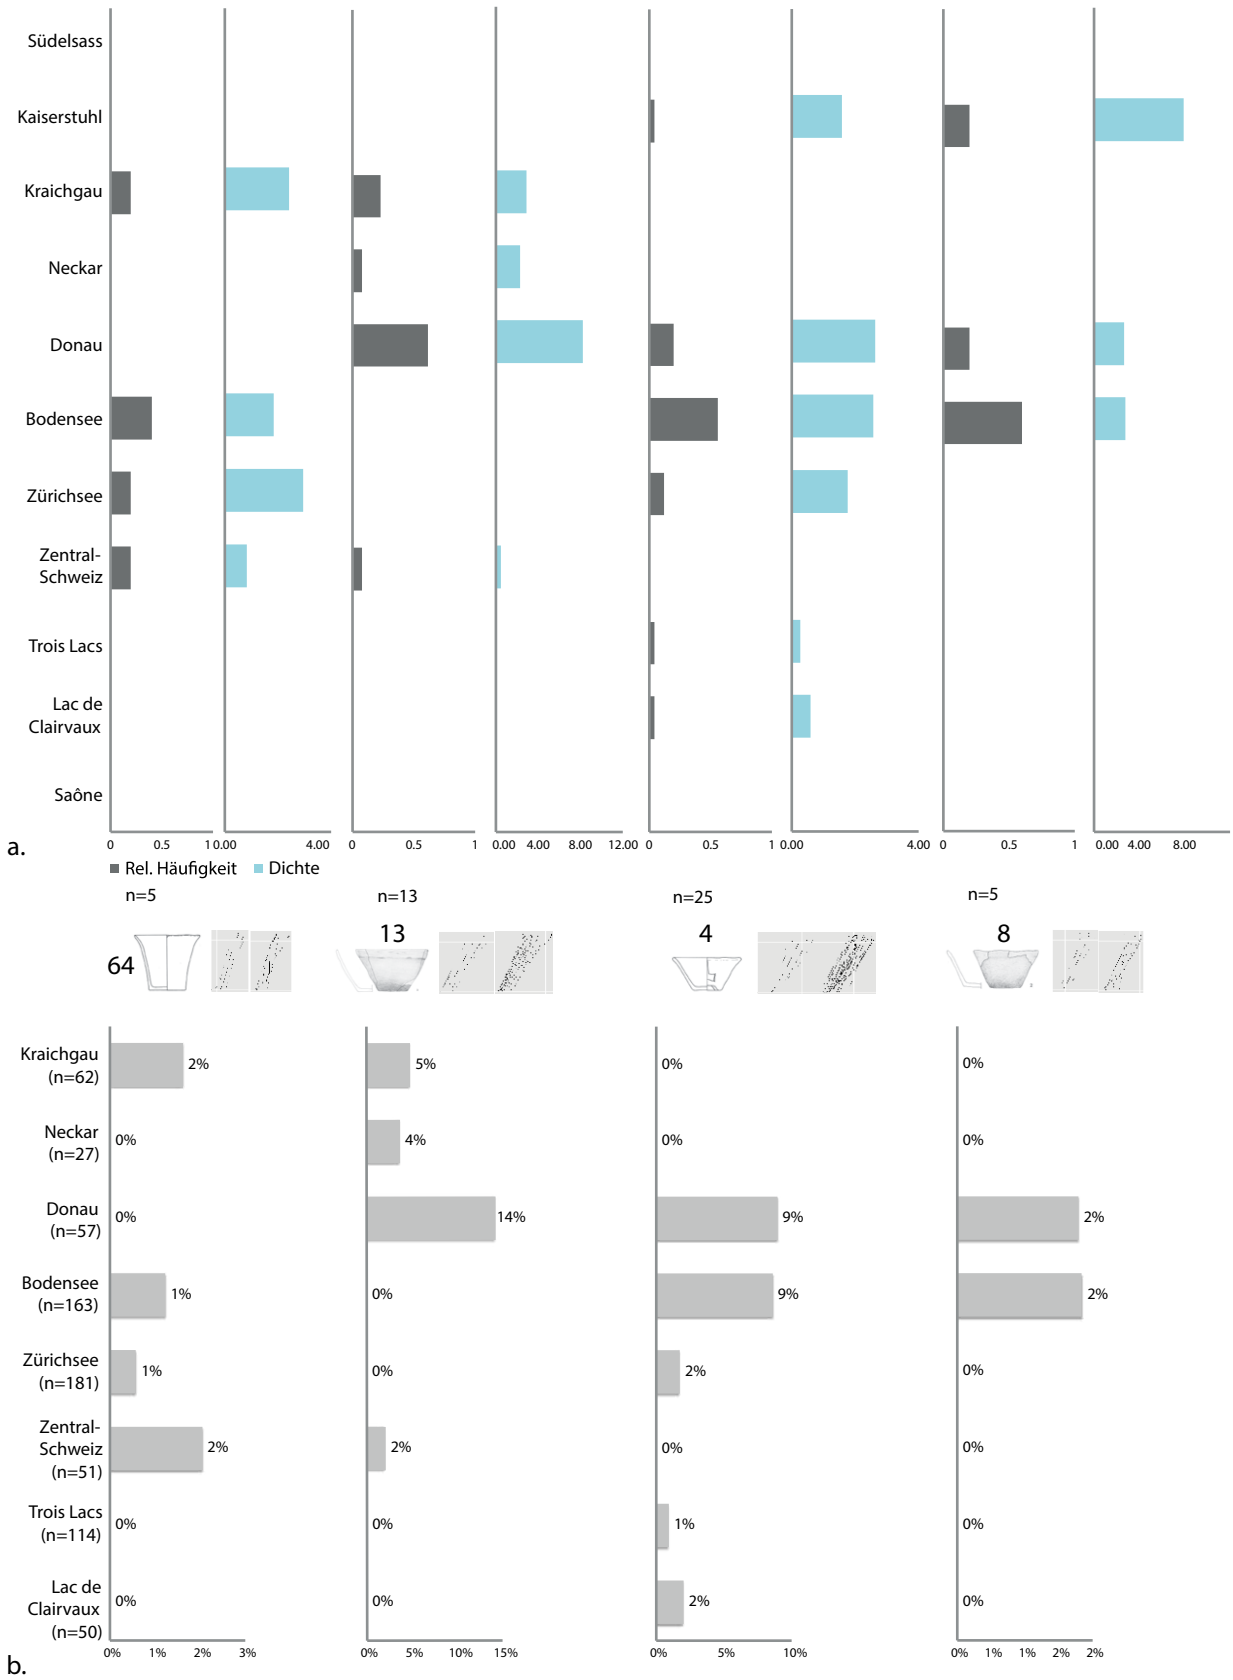 Südelsass
Kaiserstuhl
Kraichgau
Neckar
Donau
Bodensee
Zürichsee
Zentral-
Schweiz
Trois Lacs
Lac de
Clairvaux
Saône
a.
0 0.5 1 0.00 4.00 0 0.5 1 0.00 4.00 8.00 12.00 0 0.5 1 0.00 4.00 0 0.5 1 0.00 4.00 8.00
Rel. Häufigkeit Dichte
n=5 n=13 n=25 n=5
64 13 4 8
Kraichgau
(n=62)
2% 5% 0% 0%
Neckar
(n=27)
0% 4% 0% 0%
Donau
(n=57)
0% 14% 9% 2%
Bodensee
(n=163)
1% 0% 9% 2%
Zürichsee
(n=181)
1% 0% 2% 0%
Zentral-
Schweiz
(n=51)
2% 2% 0% 0%
Trois Lacs
(n=114)
0% 0% 1% 0%
Lac de
Clairvaux
(n=50)
0% 0% 2% 0%
0% 1% 2% 3% 0% 5% 10% 15% 0% 5% 10% 0% 1% 1% 2% 2%
b.